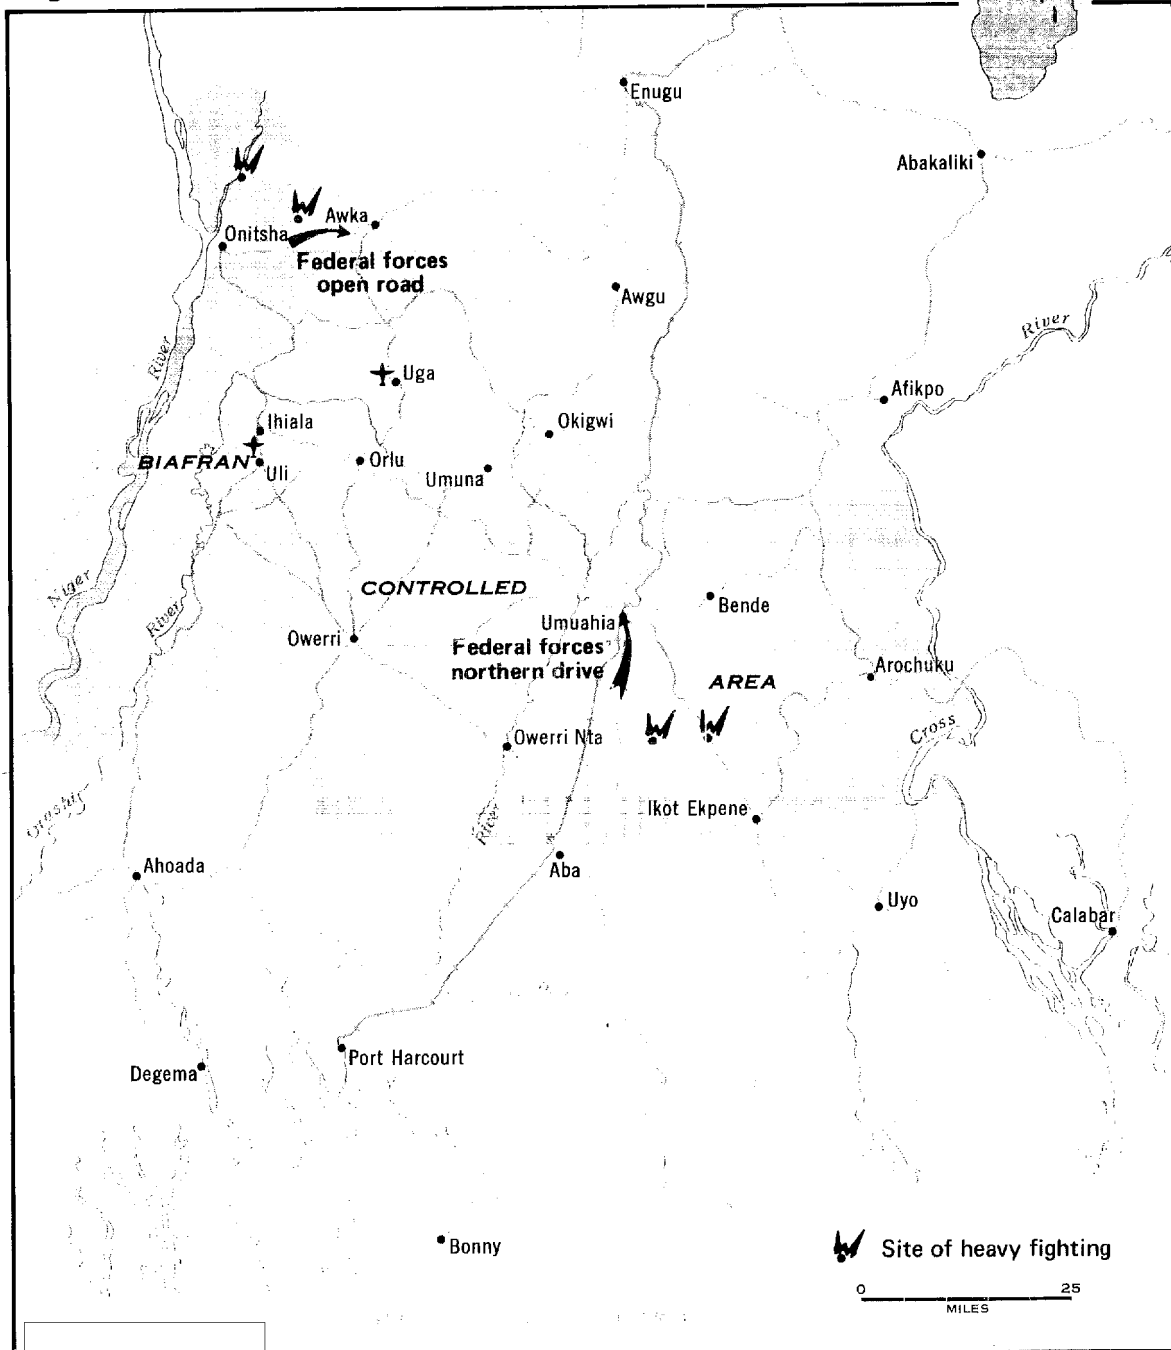 Enugu
Abakaliki
Awka
Onitsha
Federal forces
open road
Awgu
River
River
Uga
Afikpo
Ihiala
Okigwi
BIAFRAN
Uli
Orlu
Umuna
Niger
CONTROLLED
River
Bende
Umuahia
Owerri
Federal forces
northern drive
Arochuku
AREA
Cross
Owerri Nta
Ikot Ekpene
River
Aba
Ahoada
Uyo
Calabar
Port Harcourt
Degema
Bonny
Site of heavy fighting
0 25
MILES